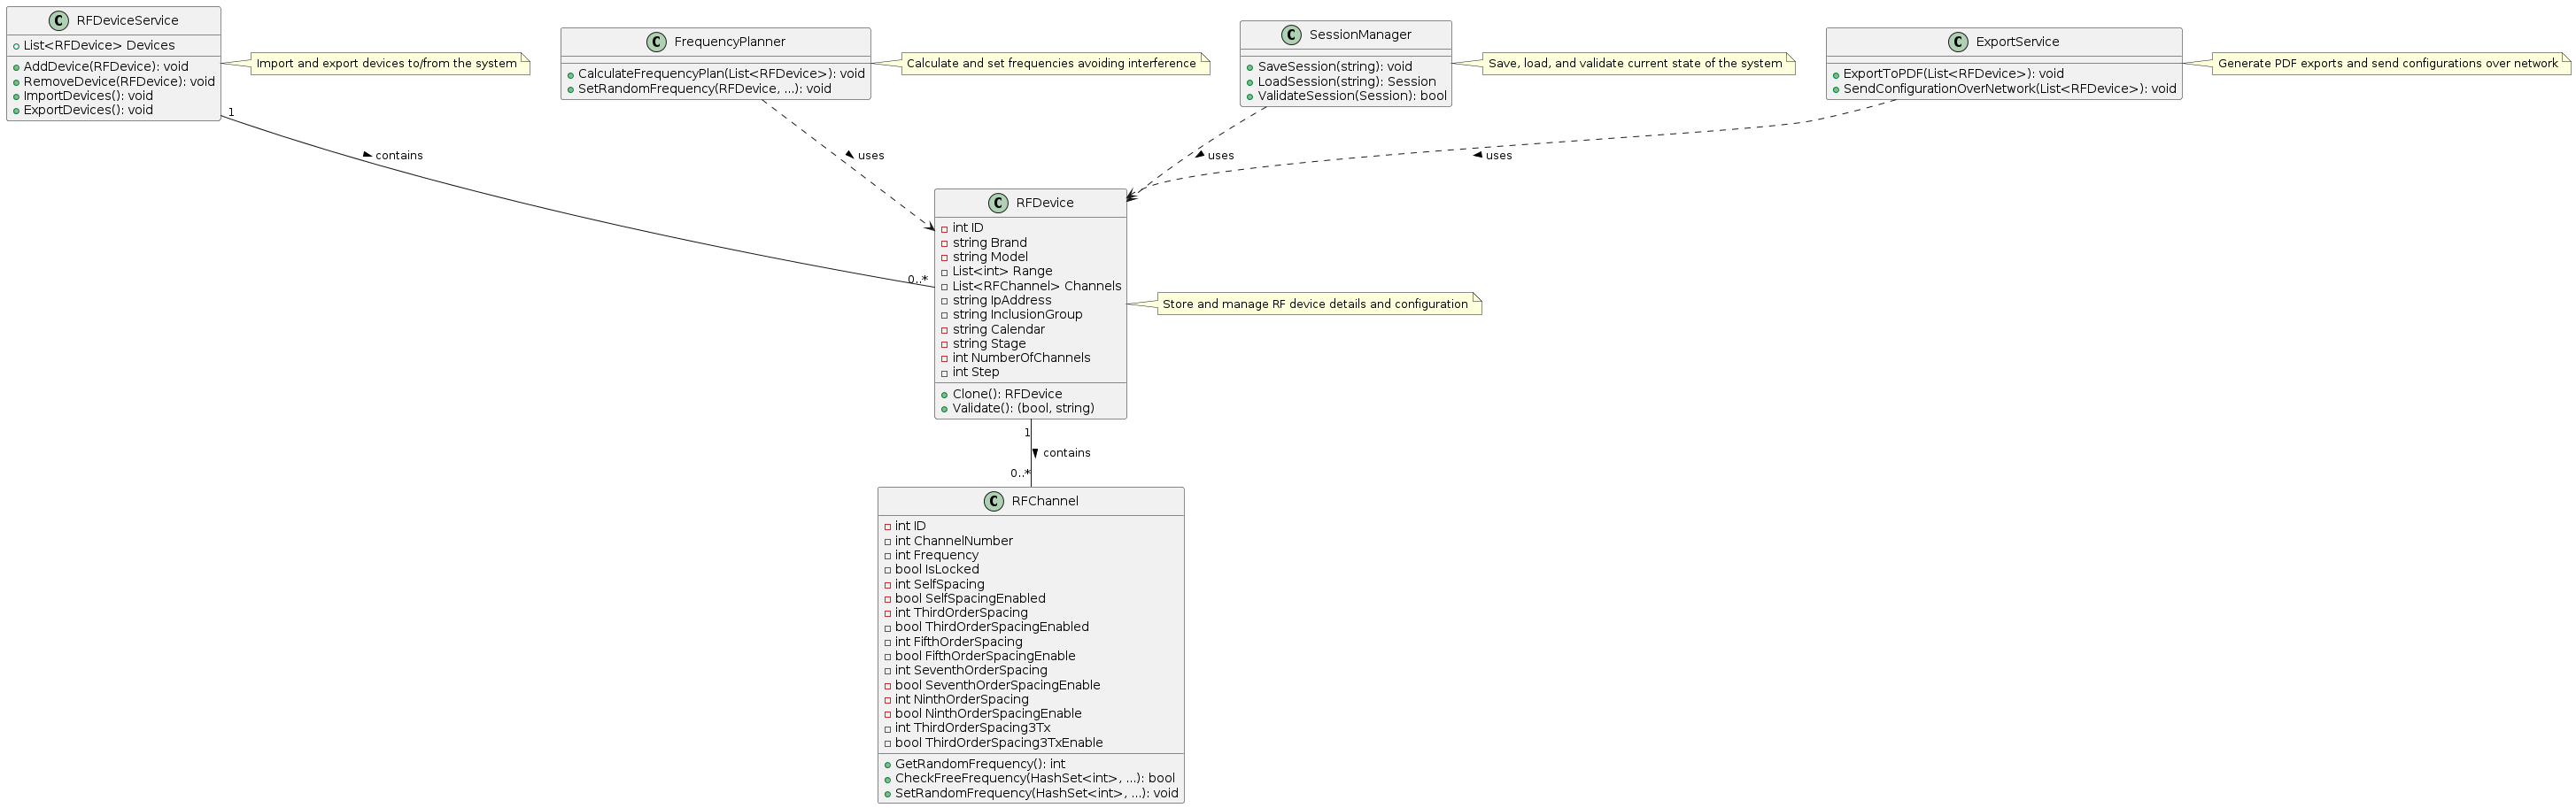 C RFDeviceService
List<RFDevice> Devices
AddDevice(RFDevice): void
RemoveDevice(RFDevice): void
ImportDevices(): void
ExportDevices(): void
Import and export devices to/from the system
C FrequencyPlanner
CalculateFrequencyPlan(List<RFDevice>): void
SetRandomFrequency(RFDevice, ...): void
Calculate and set frequencies avoiding interference
C SessionManager
SaveSession(string): void
LoadSession(string): Session
ValidateSession(Session): bool
Save, load, and validate current state of the system
C ExportService
ExportToPDF(List<RFDevice>): void
SendConfigurationOverNetwork(List<RFDevice>): void
Generate PDF exports and send configurations over network
1
contains
uses
uses
uses
0..*
C RFDevice
int ID
string Brand
string Model
List<int> Range
List<RFChannel> Channels
string IpAddress
string InclusionGroup
string Calendar
string Stage
int NumberOfChannels
int Step
Clone(): RFDevice
Validate(): (bool, string)
Store and manage RF device details and configuration
1
contains
0..*
C RFChannel
int ID
int ChannelNumber
int Frequency
bool IsLocked
int SelfSpacing
bool SelfSpacingEnabled
int ThirdOrderSpacing
bool ThirdOrderSpacingEnabled
int FifthOrderSpacing
bool FifthOrderSpacingEnable
int SeventhOrderSpacing
bool SeventhOrderSpacingEnable
int NinthOrderSpacing
bool NinthOrderSpacingEnable
int ThirdOrderSpacing3Tx
bool ThirdOrderSpacing3TxEnable
GetRandomFrequency(): int
CheckFreeFrequency(HashSet<int>, ...): bool
SetRandomFrequency(HashSet<int>, ...): void